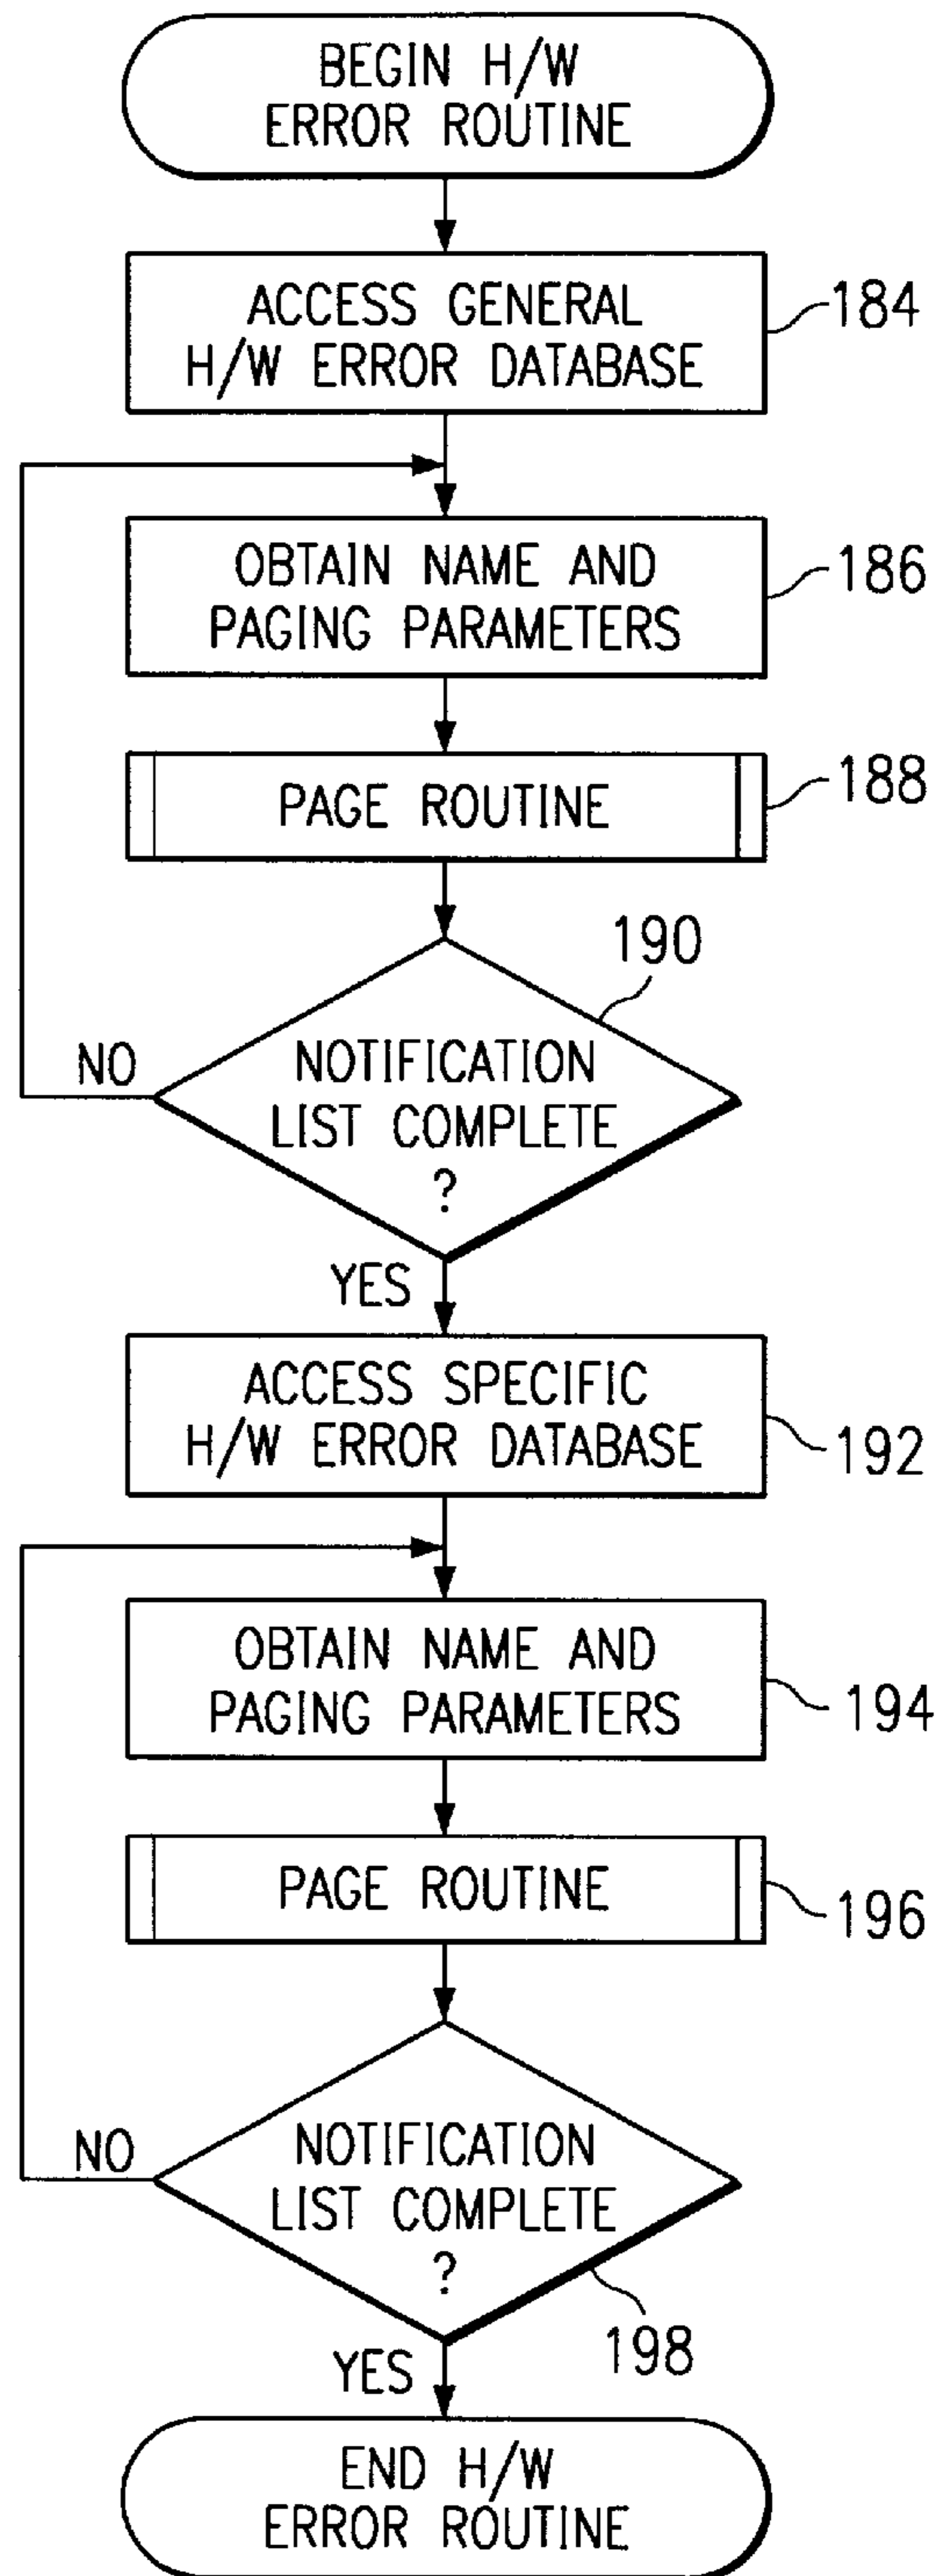 BEGIN H/W
ERROR ROUTINE
ACCESS GENERAL
H/W ERROR DATABASE
184
OBTAIN NAME AND
PAGING PARAMETERS
186
PAGE ROUTINE
188
190
NOTIFICATION
LIST COMPLETE
?
NO
YES
ACCESS SPECIFIC
H/W ERROR DATABASE
192
OBTAIN NAME AND
PAGING PARAMETERS
194
PAGE ROUTINE
196
NOTIFICATION
LIST COMPLETE
?
NO
198
YES
END H/W
ERROR ROUTINE